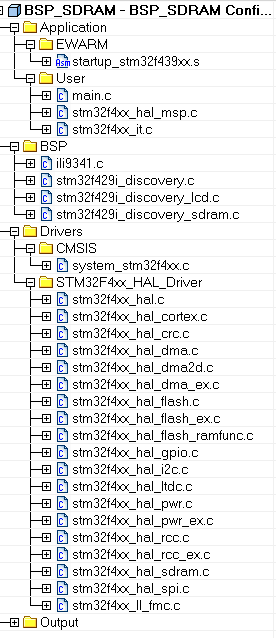 BSP_SDRAM - BSP_SDRAM Confi...
Application
EWARM
startup_stm32f439xx.s
User
main.c
stm32f4xx_hal_msp.c
stm32f4xx_it.c
BSP
ili9341.c
stm32f429i_discovery.c
stm32f429i_discovery_lcd.c
stm32f429i_discovery_sdram.c
Drivers
CMSIS
system_stm32f4xx.c
STM32F4xx_HAL_Driver
stm32f4xx_hal.c
stm32f4xx_hal_cortex.c
stm32f4xx_hal_crc.c
stm32f4xx_hal_dma.c
stm32f4xx_hal_dma2d.c
stm32f4xx_hal_dma_ex.c
stm32f4xx_hal_flash.c
stm32f4xx_hal_flash_ex.c
stm32f4xx_hal_flash_ramfunc.c
stm32f4xx_hal_gpio.c
stm32f4xx_hal_i2c.c
stm32f4xx_hal_ltdc.c
stm32f4xx_hal_pwr.c
stm32f4xx_hal_pwr_ex.c
stm32f4xx_hal_rcc.c
stm32f4xx_hal_rcc_ex.c
stm32f4xx_hal_sdram.c
stm32f4xx_hal_spi.c
stm32f4xx_ll_fmc.c
Output